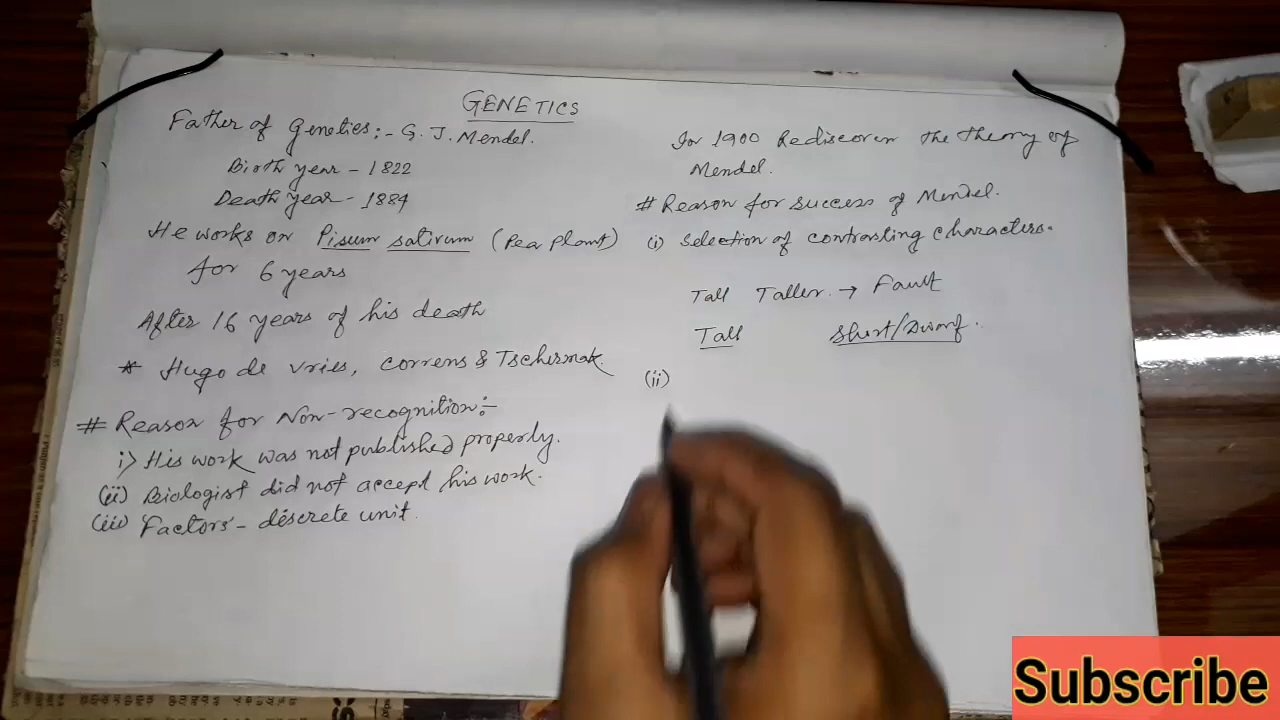 GENETICS
Father of Genetics:- G. J. Mendel.
Birth year - 1822
Death year - 1884
He works on Pisum sativum (Pea Plant)
for 6 years
After 16 years of his death
* Hugo de Vries, Correns & Tschermak
# Reason for Non-recognition:-
i) His work was not published properly.
(ii) Biologist did not accept his work.
(iii) 'Factors' - discrete unit.
In 1900 Rediscover the theory of
Mendel.
# Reason for success of Mendel.
(i) Selection of contrasting characters.
Tall Taller. → Fault
Tall Short/Dwarf.
(ii)
Subscribe